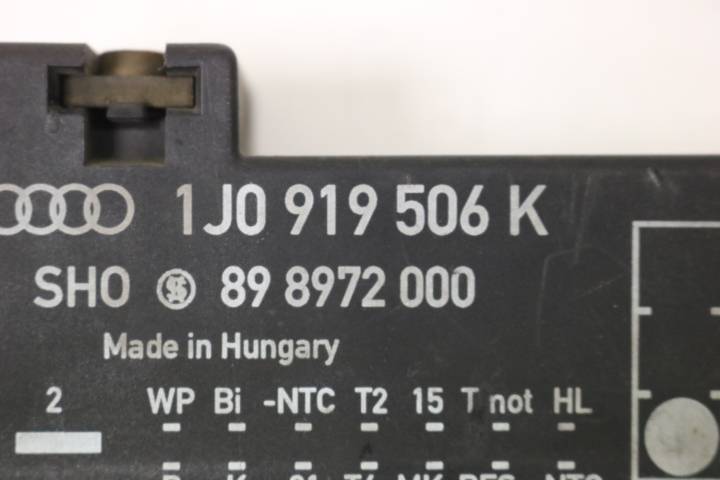 1J0 919 506 K
SHO 89 8972 000
Made in Hungary
2 WP Bi -NTC T2 15 T not HL